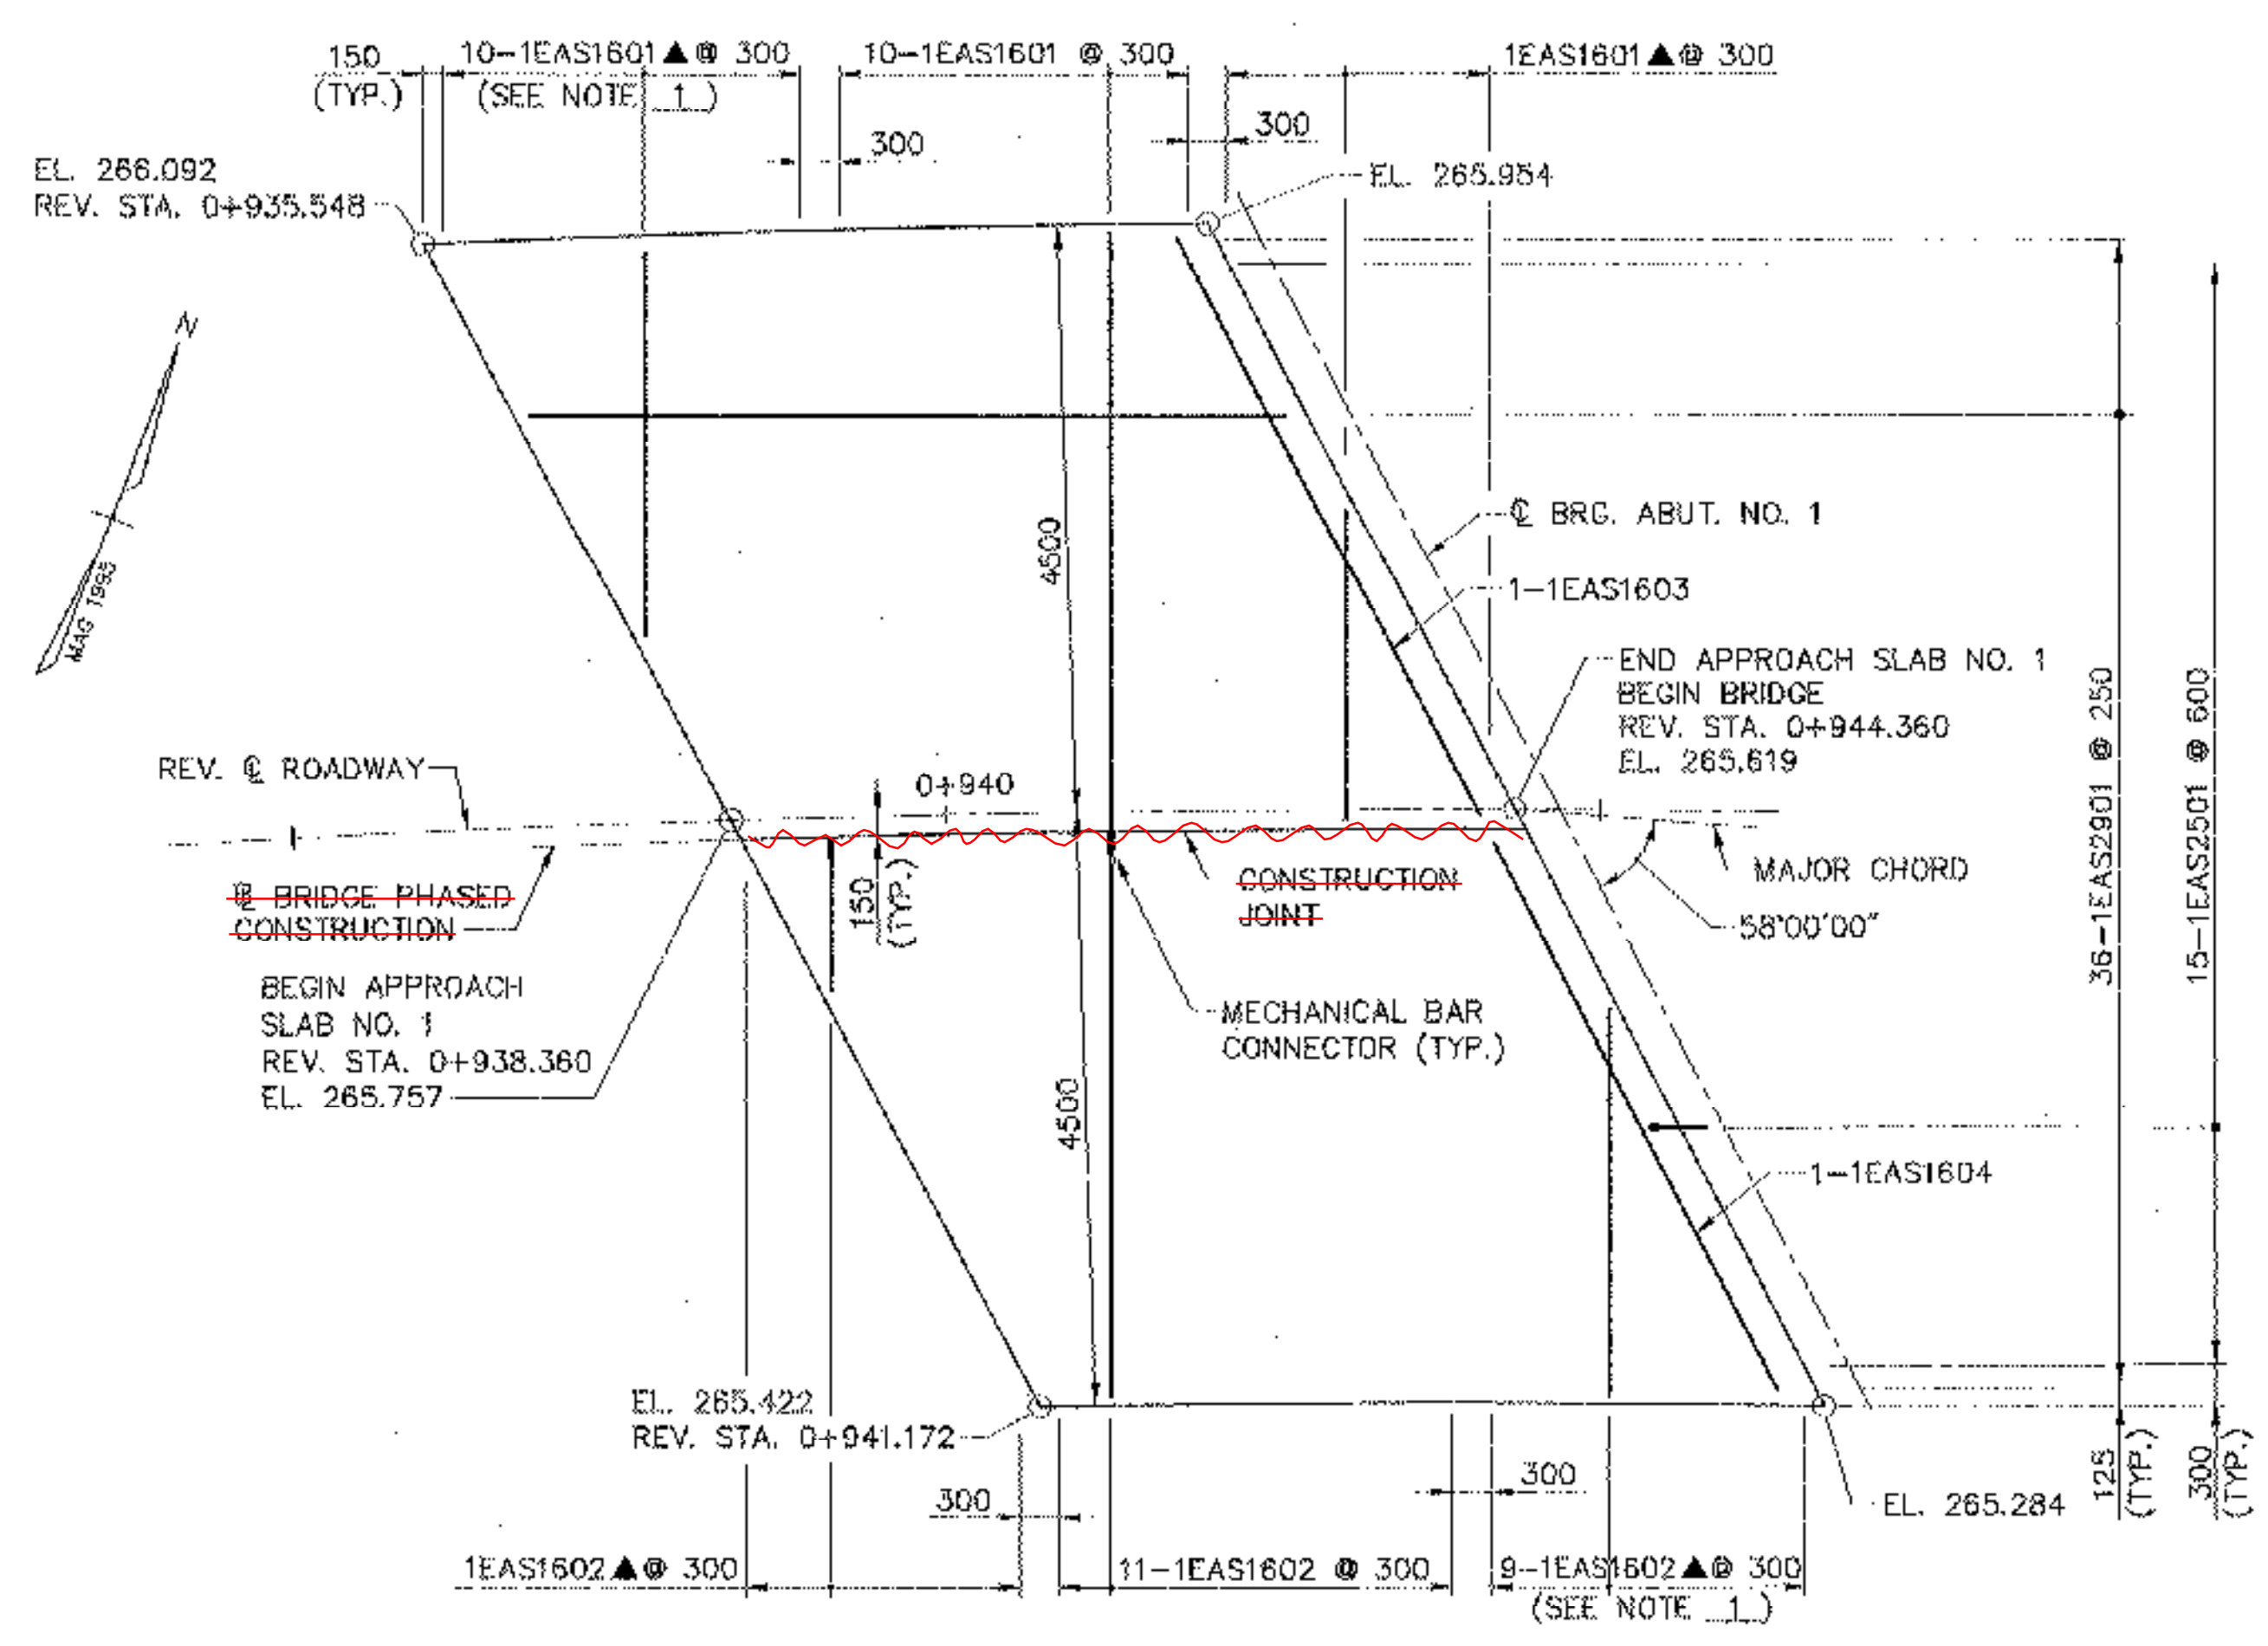 150
(TYP.)
10-1EAS1601▲@ 300
(SEE NOTE 1 )
10-1EAS1601 @ 300
1EAS1601▲@ 300
300
300
EL. 266.092
REV. STA. 0+935.548
EL. 265.954
N
MAG 1995
4500
℄ BRG. ABUT. NO. 1
1-1EAS1603
END APPROACH SLAB NO. 1
BEGIN BRIDGE
REV. STA. 0+944.360
EL. 265.619
36-1EAS2901 @ 250
15-1EAS2501 @ 600
REV. ℄ ROADWAY
0+940
℄ BRIDGE PHASED
CONSTRUCTION
150
(TYP.)
CONSTRUCTION
JOINT
MAJOR CHORD
58°00'00"
BEGIN APPROACH
SLAB NO. 1
REV. STA. 0+938.360
EL. 265.757
MECHANICAL BAR
CONNECTOR (TYP.)
4500
1-1EAS1604
EL. 265.422
REV. STA. 0+941.172
300
300
125
(TYP.)
300
(TYP.)
EL. 265.284
1EAS1602▲@ 300
11-1EAS1602 @ 300
9-1EAS1602▲@ 300
(SEE NOTE 1 )